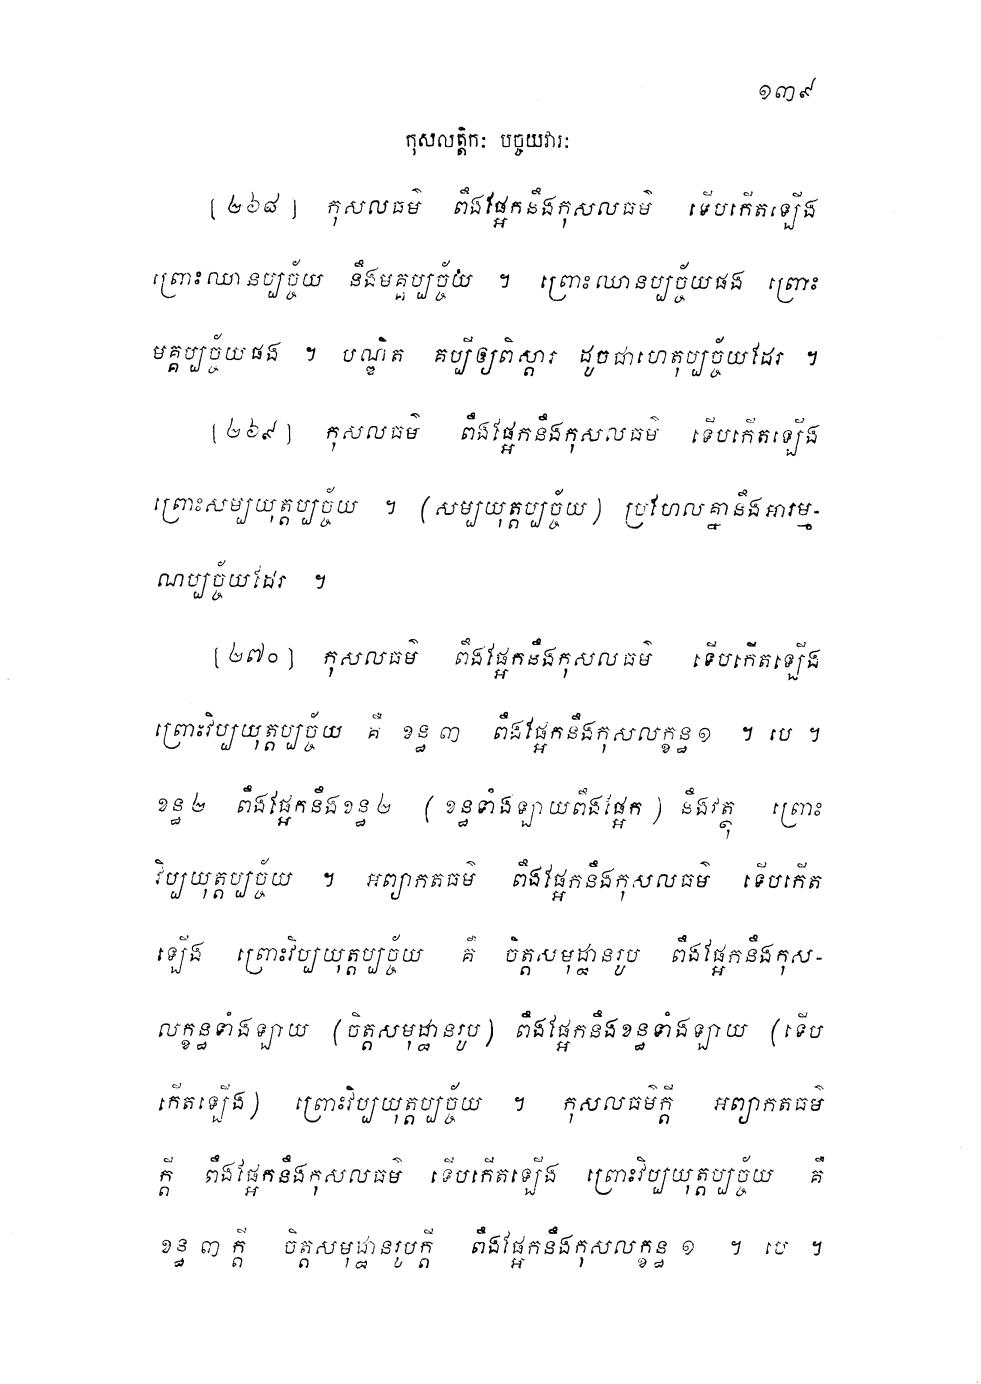 ១៣៩
កុសលត្តិកៈ បច្ចយវារៈ
[២៦៨] កុសលធម៌ ពឹងផ្អែកនឹងកុសលធម៌ ទើបកើតឡើង
ព្រោះឈានប្បច្ច័យ នឹងមគ្គប្បច្ច័យ ។ ព្រោះឈានប្បច្ច័យផង ព្រោះ
មគ្គប្បច្ច័យផង ។ បណ្ឌិត គប្បីឲ្យពិស្តារ ដូចជាហេតុប្បច្ច័យដែរ ។
[២៦៩] កុសលធម៌ ពឹងផ្អែកនឹងកុសលធម៌ ទើបកើតឡើង
ព្រោះសម្បយុត្តប្បច្ច័យ ។ (សម្បយុត្តប្បច្ច័យ) ប្រហែលគ្នានឹងអារម្ម-
ណប្បច្ច័យដែរ ។
[២៧០] កុសលធម៌ ពឹងផ្អែកនឹងកុសលធម៌ ទើបកើតឡើង
ព្រោះវិប្បយុត្តប្បច្ច័យ គឺ ខន្ធ ៣ ពឹងផ្អែកនឹងកុសលក្ខន្ធ ១ ។ បេ ។
ខន្ធ ២ ពឹងផ្អែកនឹងខន្ធ ២ (ខន្ធទាំងឡាយពឹងផ្អែក) នឹងវត្ថុ ព្រោះ
វិប្បយុត្តប្បច្ច័យ ។ អព្យាកតធម៌ ពឹងផ្អែកនឹងកុសលធម៌ ទើបកើត
ឡើង ព្រោះវិប្បយុត្តប្បច្ច័យ គឺ ចិត្តសមុដ្ឋានរូប ពឹងផ្អែកនឹងកុស-
លក្ខន្ធទាំងឡាយ (ចិត្តសមុដ្ឋានរូប) ពឹងផ្អែកនឹងខន្ធទាំងឡាយ (ទើប
កើតឡើង) ព្រោះវិប្បយុត្តប្បច្ច័យ ។ កុសលធម៌ក្តី អព្យាកតធម៌
ក្តី ពឹងផ្អែកនឹងកុសលធម៌ ទើបកើតឡើង ព្រោះវិប្បយុត្តប្បច្ច័យ គឺ
ខន្ធ ៣ ក្តី ចិត្តសមុដ្ឋានរូបក្តី ពឹងផ្អែកនឹងកុសលក្ខន្ធ ១ ។ បេ ។